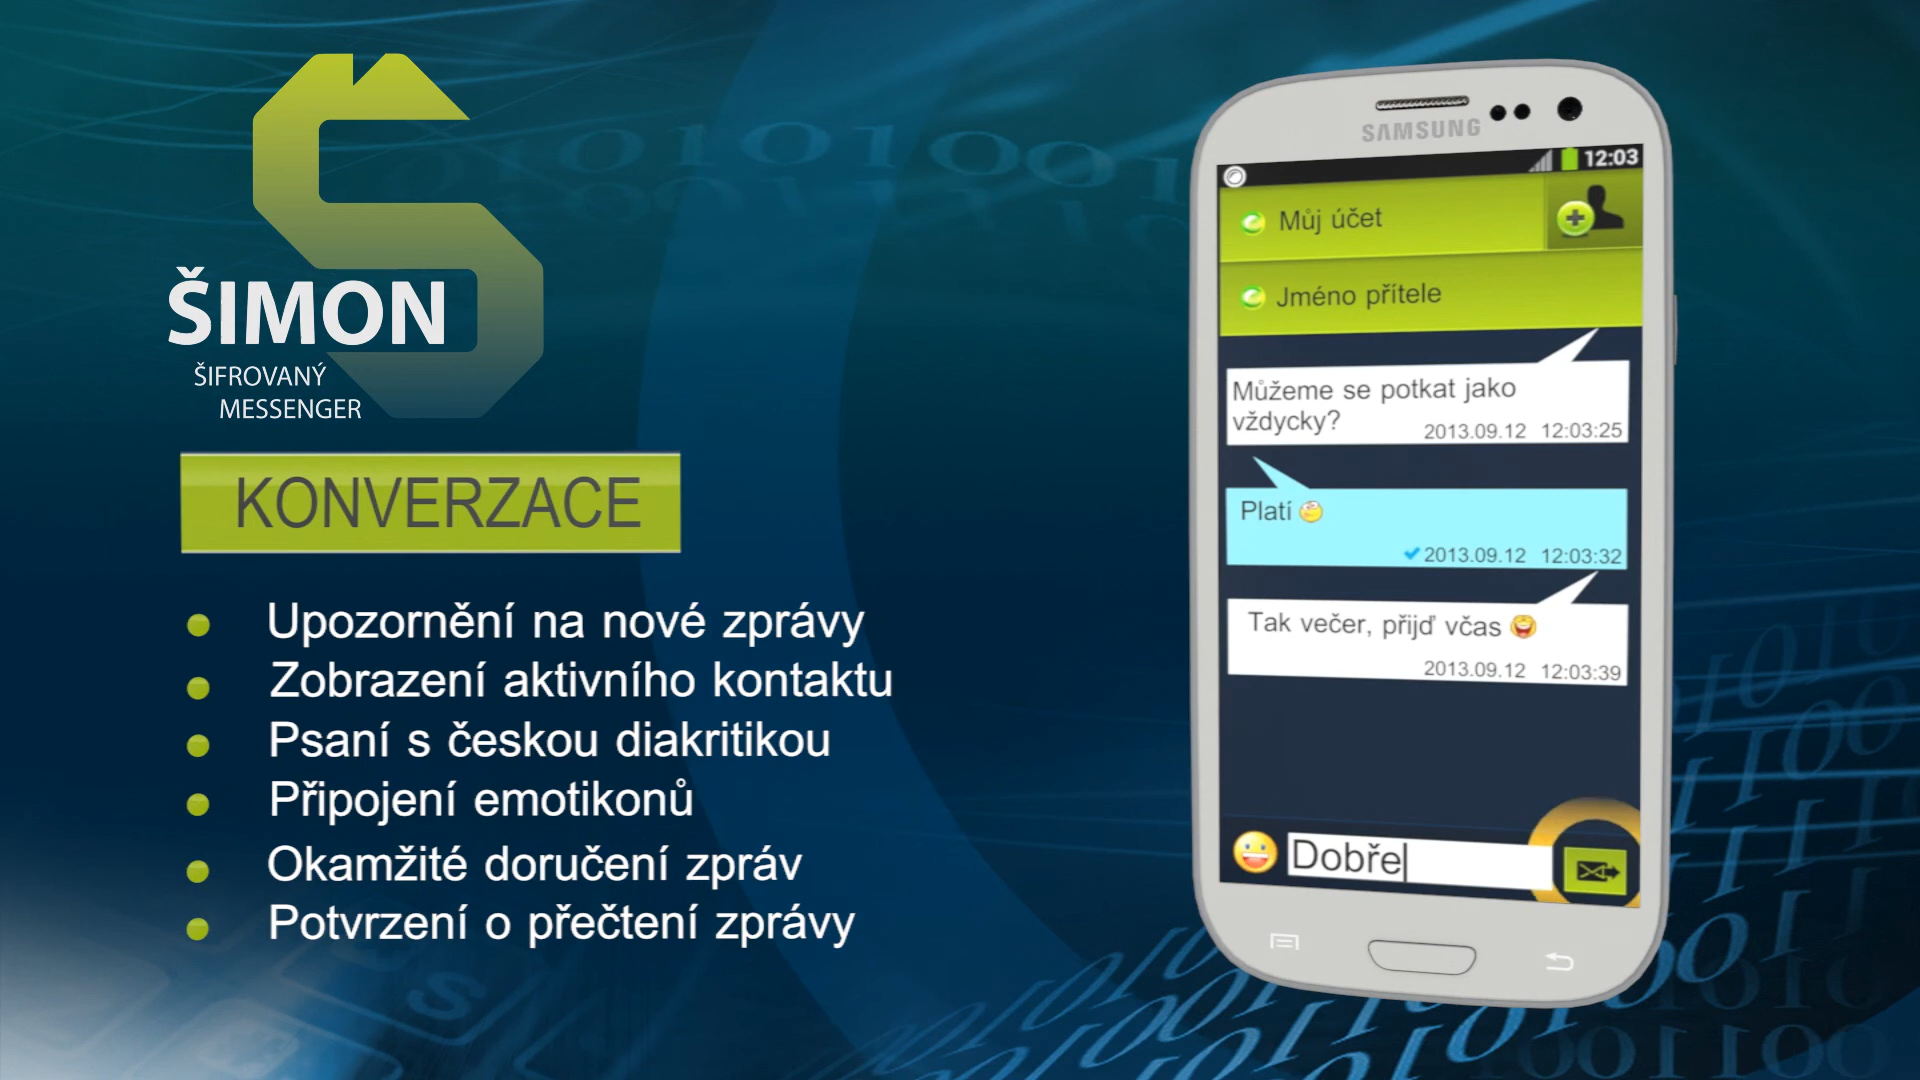 ŠIMON
ŠIFROVANÝ
MESSENGER
KONVERZACE
Upozornění na nové zprávy
Zobrazení aktivního kontaktu
Psaní s českou diakritikou
Připojení emotikonů
Okamžité doručení zpráv
Potvrzení o přečtení zprávy
SAMSUNG
12:03
Můj účet
Jméno přítele
Můžeme se potkat jako
vždycky?
2013.09.12 12:03:25
Platí
2013.09.12 12:03:32
Tak večer, přijď včas
2013.09.12 12:03:39
Dobře